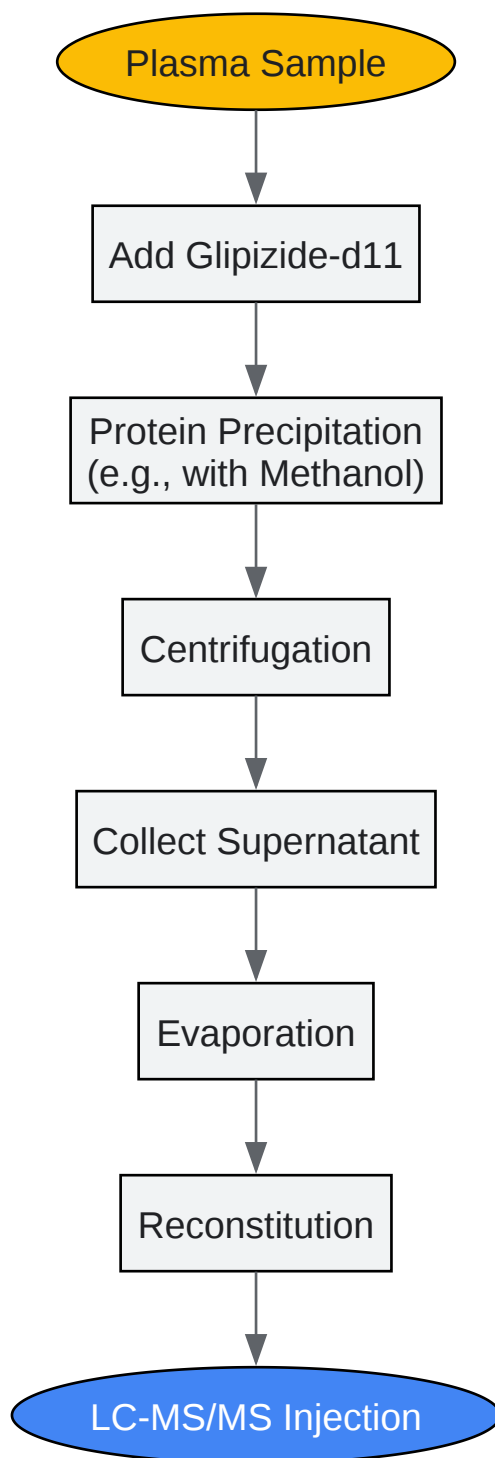 Plasma Sample
Add Glipizide-d11
Protein Precipitation
(e.g., with Methanol)
Centrifugation
Collect Supernatant
Evaporation
Reconstitution
LC-MS/MS Injection